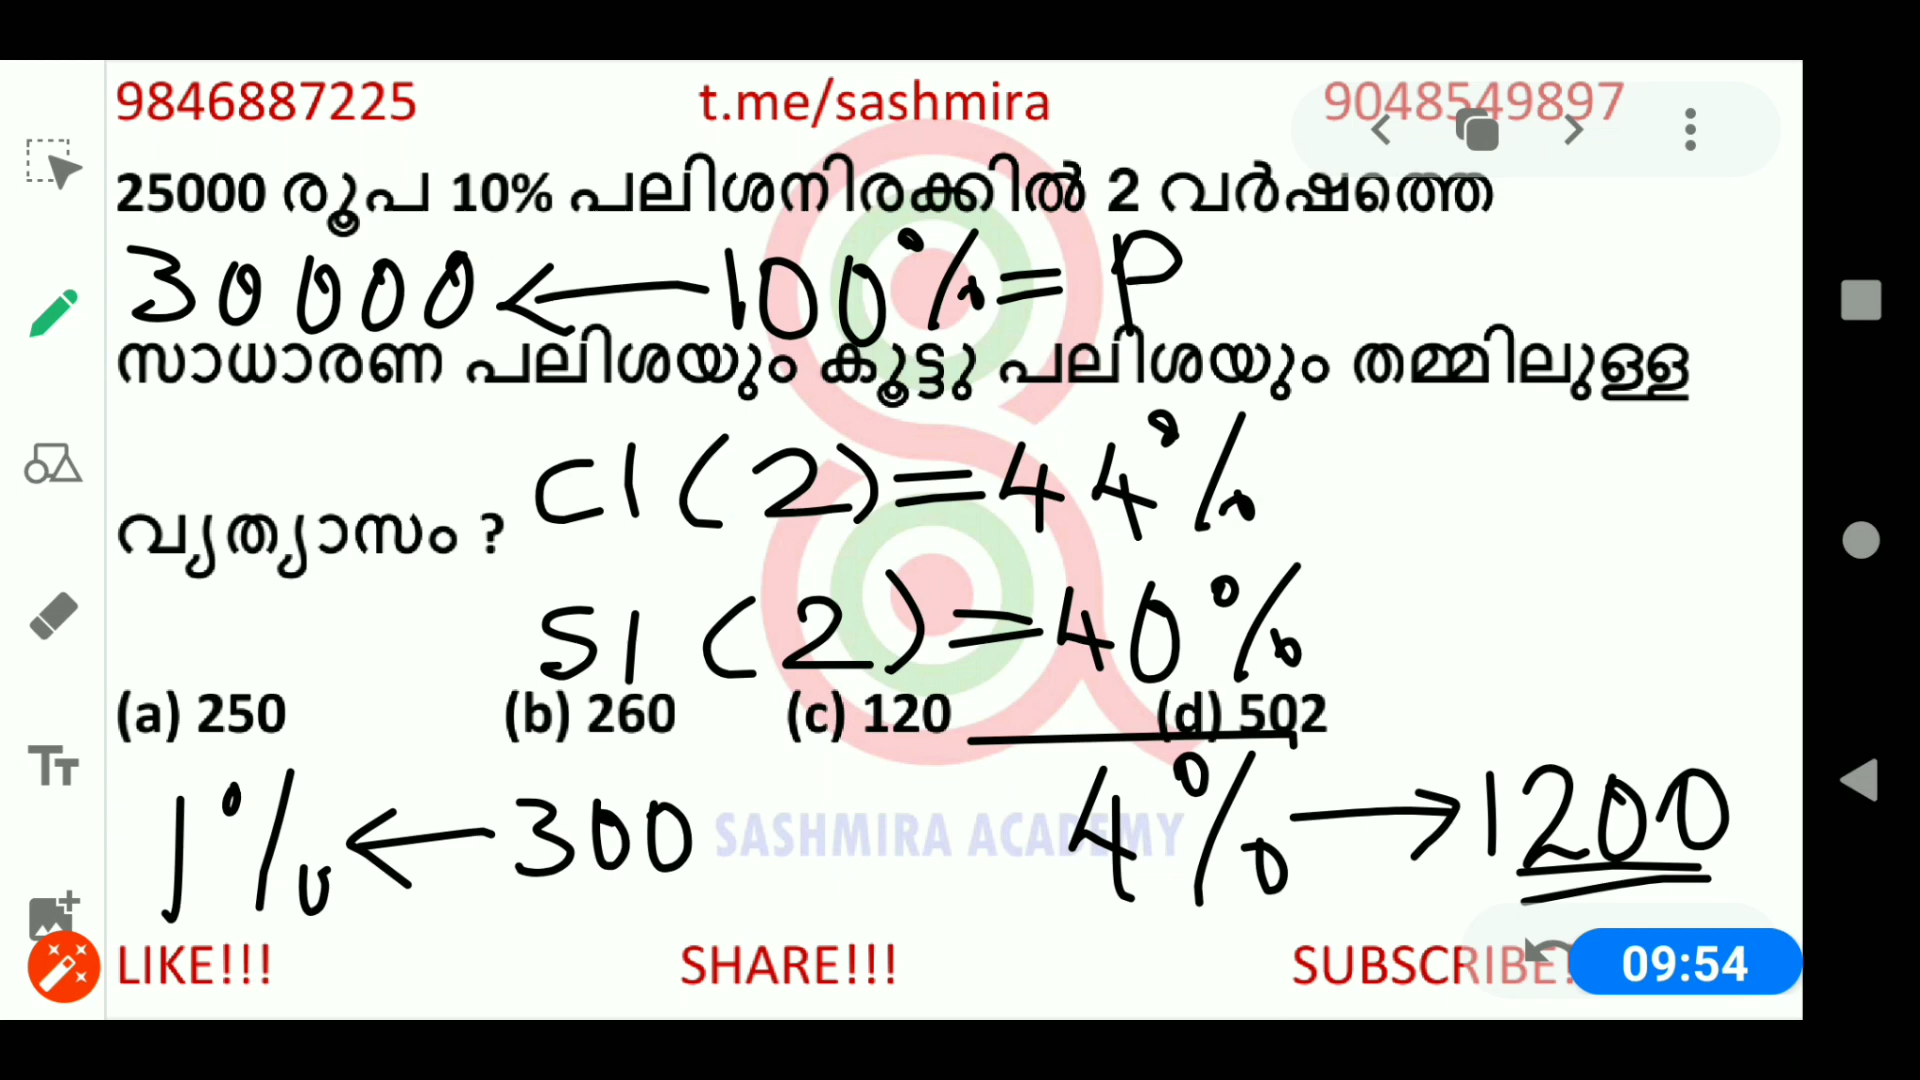 9846887225 t.me/sashmira 9048549897
25000 രൂപ 10% പലിശനിരക്കിൽ 2 വർഷത്തെ
30000 ← 100% = P
സാധാരണ പലിശയും കൂട്ടു പലിശയും തമ്മിലുള്ള
CI (2) = 44%
വ്യത്യാസം ?
SI (2) = 40%
(a) 250 (b) 260 (c) 120 (d) 502
1% ← 300 4% → 1200
SASHMIRA ACADEMY
LIKE!!! SHARE!!! SUBSCRIBE!
09:54
TT